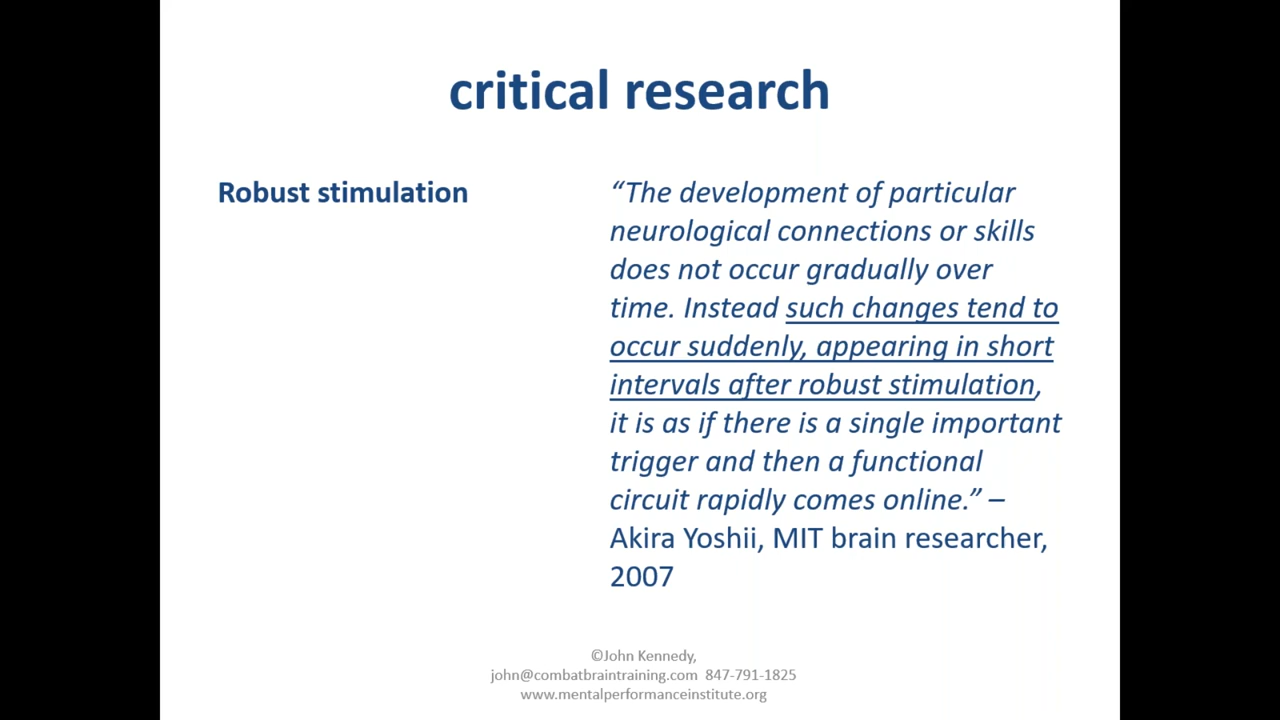 critical research
Robust stimulation
“The development of particular
neurological connections or skills
does not occur gradually over
time. Instead such changes tend to
occur suddenly, appearing in short
intervals after robust stimulation,
it is as if there is a single important
trigger and then a functional
circuit rapidly comes online.” –
Akira Yoshii, MIT brain researcher,
2007
©John Kennedy,
john@combatbraintraining.com 847-791-1825
www.mentalperformanceinstitute.org